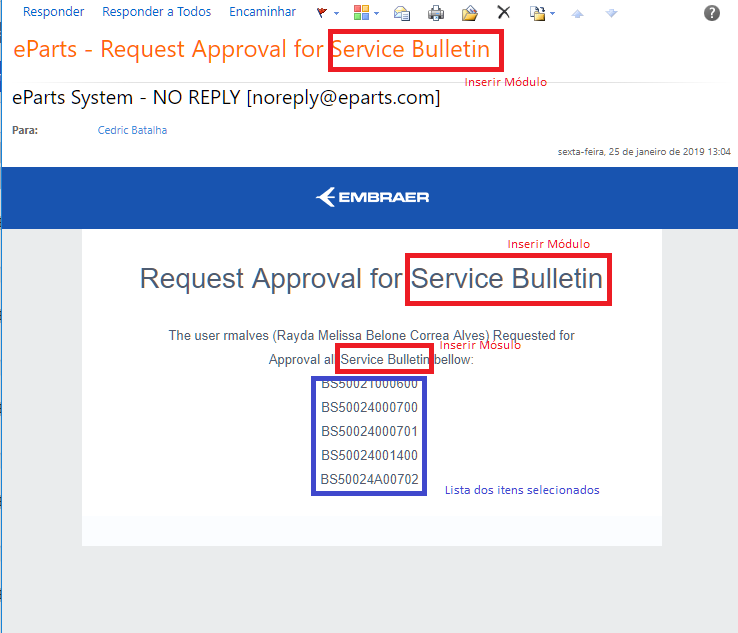 Responder Responder a Todos Encaminhar
eParts - Request Approval for Service Bulletin
Inserir Módulo
eParts System - NO REPLY [noreply@eparts.com]
Para: Cedric Batalha
sexta-feira, 25 de janeiro de 2019 13:04
EMBRAER
Inserir Módulo
Request Approval for Service Bulletin
The user rmalves (Rayda Melissa Belone Correa Alves) Requested for
Inserir Mósulo
Approval all Service Bulletin bellow:
BS50021000600
BS50024000700
BS50024000701
BS50024001400
BS50024A00702
Lista dos itens selecionados